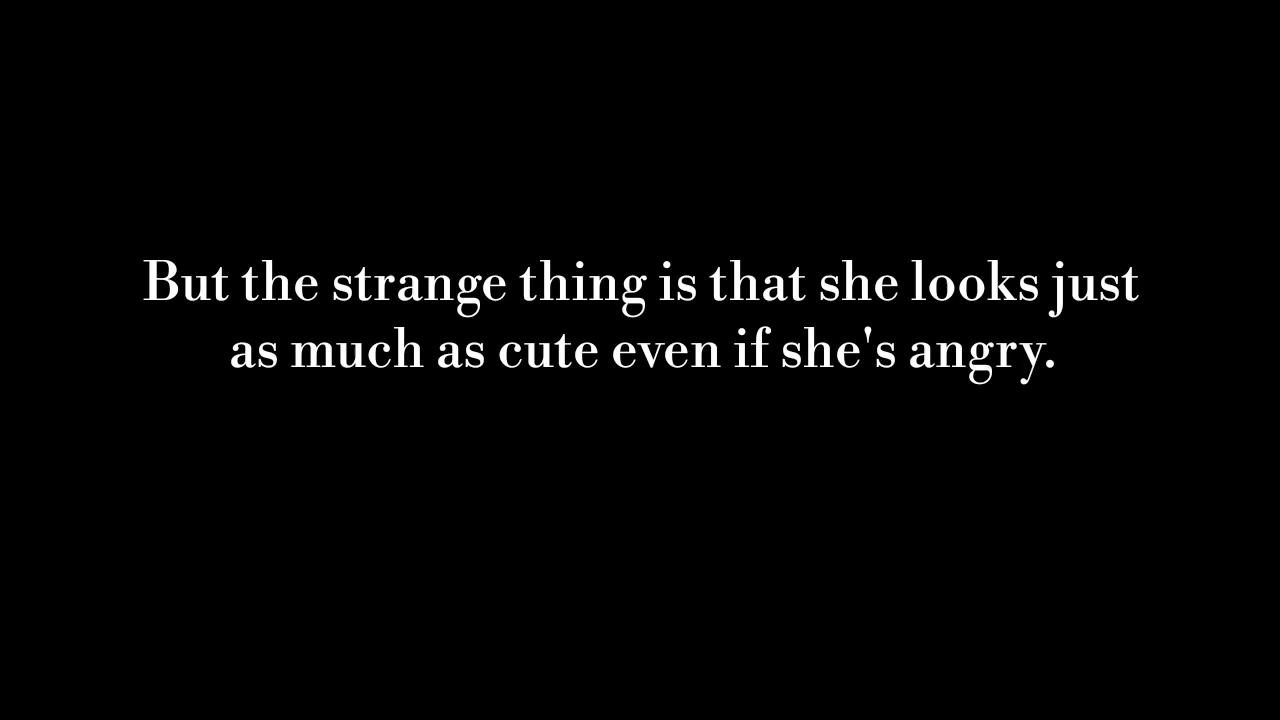 But the strange thing is that she looks just
as much as cute even if she's angry.